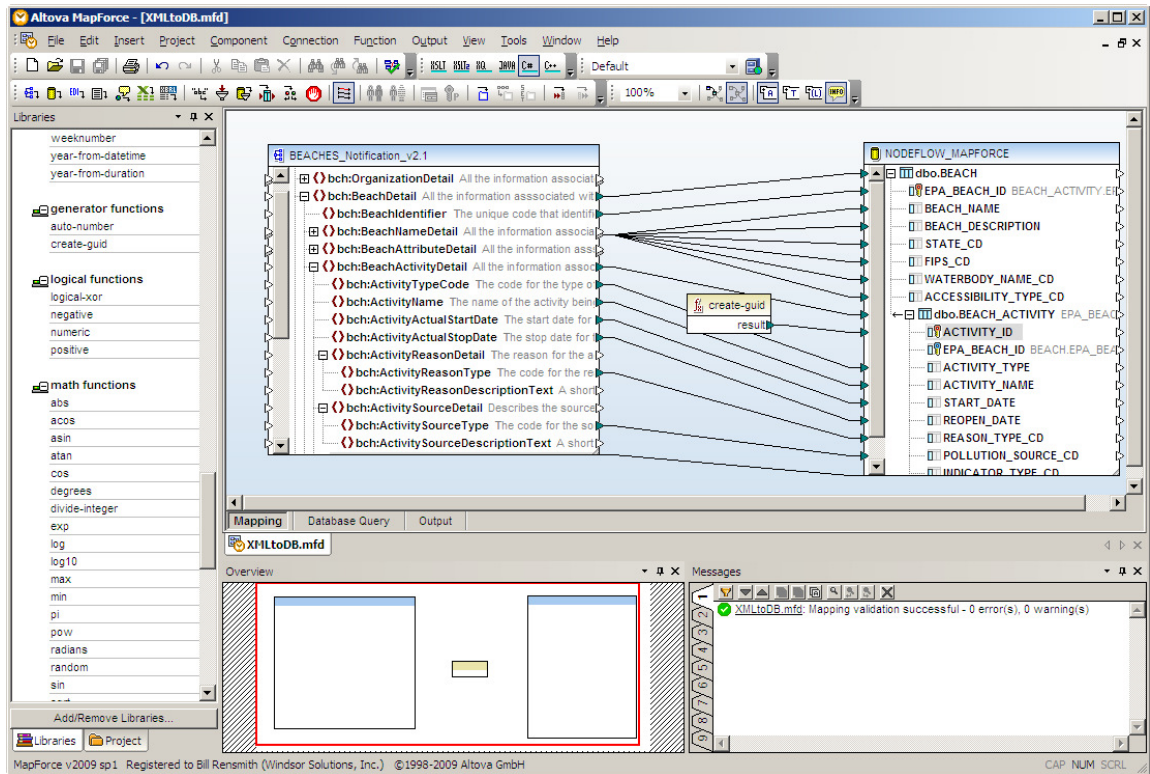 Altova MapForce - [XMLtoDB.mfd]
File Edit Insert Project Component Connection Function Output View Tools Window Help
XSLT XSLT2 XQ JAVA C# C++ Default
100%
Libraries
weeknumber
year-from-datetime
year-from-duration
generator functions
auto-number
create-guid
logical functions
logical-xor
negative
numeric
positive
math functions
abs
acos
asin
atan
cos
degrees
divide-integer
exp
log
log10
max
min
pi
pow
radians
random
sin
Add/Remove Libraries...
Libraries Project
BEACHES_Notification_v2.1
bch:OrganizationDetail All the information associat
bch:BeachDetail All the information asssociated wit
bch:BeachIdentifier The unique code that identifi
bch:BeachNameDetail All the information associa
bch:BeachAttributeDetail All the information ass
bch:BeachActivityDetail All the information assoc
bch:ActivityTypeCode The code for the type o
bch:ActivityName The name of the activity bein
bch:ActivityActualStartDate The start date for
bch:ActivityActualStopDate The stop date for t
bch:ActivityReasonDetail The reason for the a
bch:ActivityReasonType The code for the re
bch:ActivityReasonDescriptionText A short
bch:ActivitySourceDetail Describes the source
bch:ActivitySourceType The code for the so
bch:ActivitySourceDescriptionText A short
create-guid
result
NODEFLOW_MAPFORCE
dbo.BEACH
EPA_BEACH_ID BEACH_ACTIVITY.EP
BEACH_NAME
BEACH_DESCRIPTION
STATE_CD
FIPS_CD
WATERBODY_NAME_CD
ACCESSIBILITY_TYPE_CD
dbo.BEACH_ACTIVITY EPA_BEAC
ACTIVITY_ID
EPA_BEACH_ID BEACH.EPA_BEA
ACTIVITY_TYPE
ACTIVITY_NAME
START_DATE
REOPEN_DATE
REASON_TYPE_CD
POLLUTION_SOURCE_CD
INDICATOR_TYPE_CD
Mapping Database Query Output
XMLtoDB.mfd
Overview
Messages
1 2 3 4 5 6 7 8 9
XMLtoDB.mfd: Mapping validation successful - 0 error(s), 0 warning(s)
MapForce v2009 sp1 Registered to Bill Rensmith (Windsor Solutions, Inc.) ©1998-2009 Altova GmbH CAP NUM SCRL